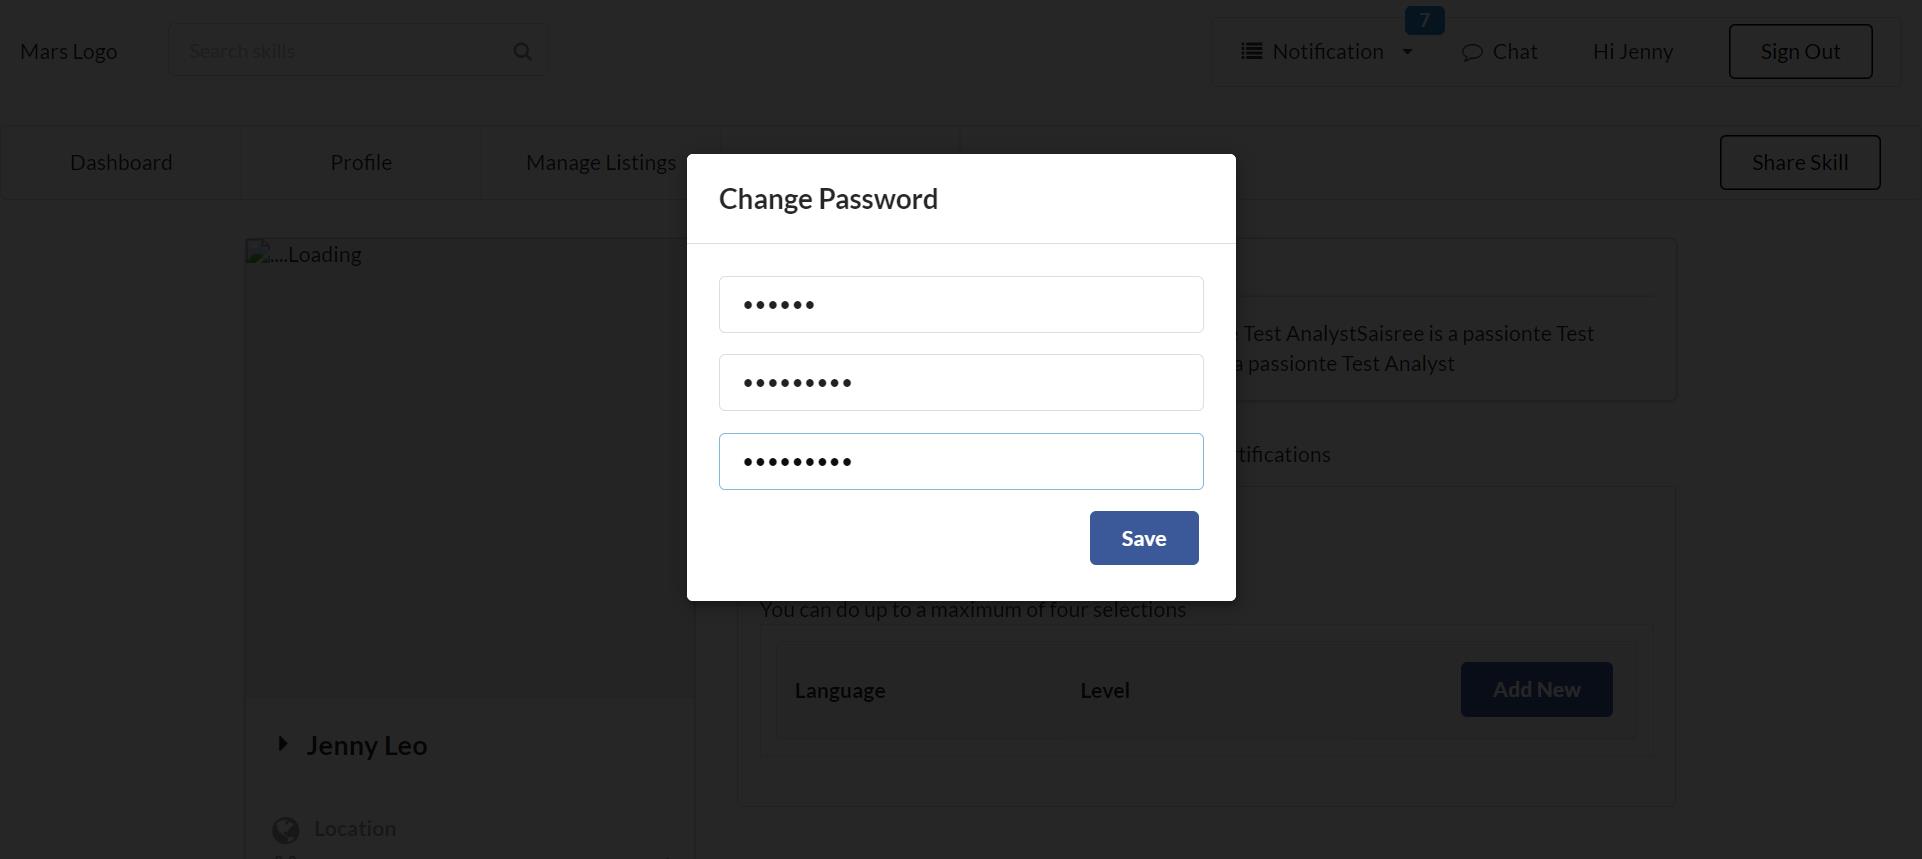 Mars Logo
Search skills
7
Notification
Chat
Hi Jenny
Sign Out
Dashboard
Profile
Manage Listings
Share Skill
Change Password
••••••
•••••••••
•••••••••
Save
....Loading
Test AnalystSaisree is a passionte Test
a passionte Test Analyst
rtifications
You can do up to a maximum of four selections
Language
Level
Add New
Jenny Leo
Location